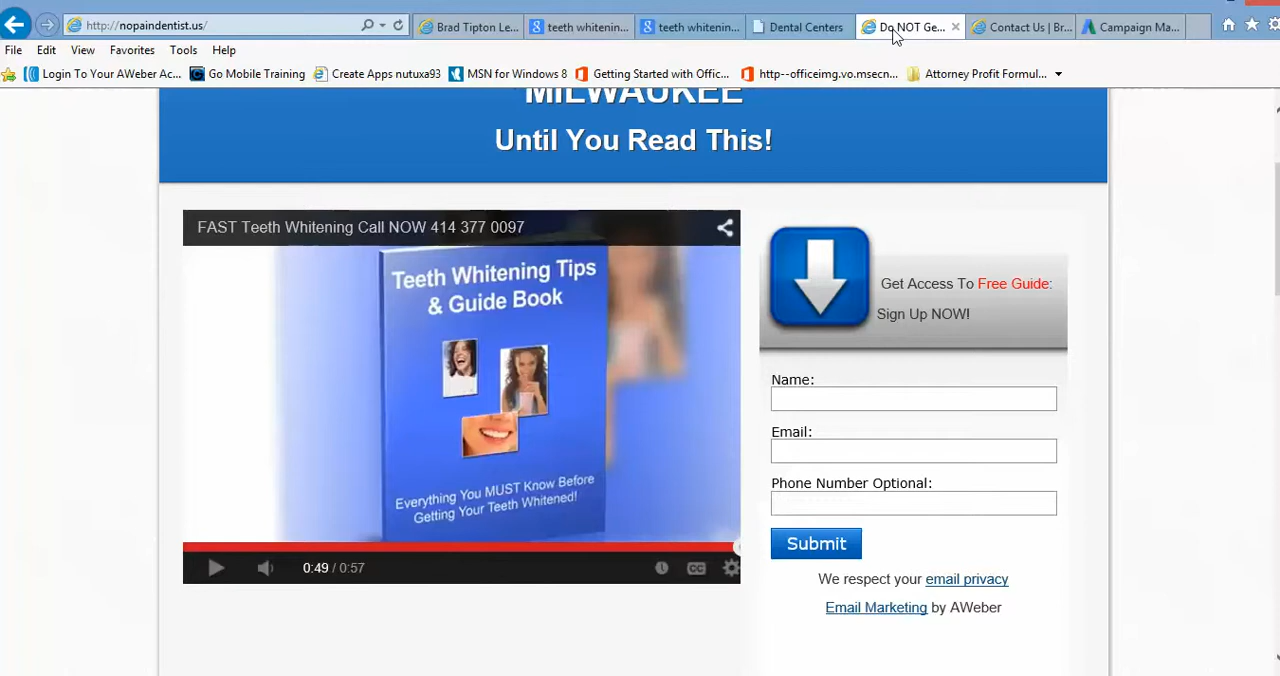 http://nopaindentist.us/
Brad Tipton Le...
teeth whitenin...
teeth whitenin...
Dental Centers
Do NOT Ge...
Contact Us | Br...
Campaign Ma...
File Edit View Favorites Tools Help
Login To Your AWeber Ac...
Go Mobile Training
Create Apps nutuxa93
MSN for Windows 8
Getting Started with Offic...
http--officeimg.vo.msecn...
Attorney Profit Formul...
MILWAUKEE
Until You Read This!
FAST Teeth Whitening Call NOW 414 377 0097
Teeth Whitening Tips
& Guide Book
Everything You MUST Know Before
Getting Your Teeth Whitened!
0:49 / 0:57
CC
Get Access To Free Guide:
Sign Up NOW!
Name:
Email:
Phone Number Optional:
Submit
We respect your email privacy
Email Marketing by AWeber